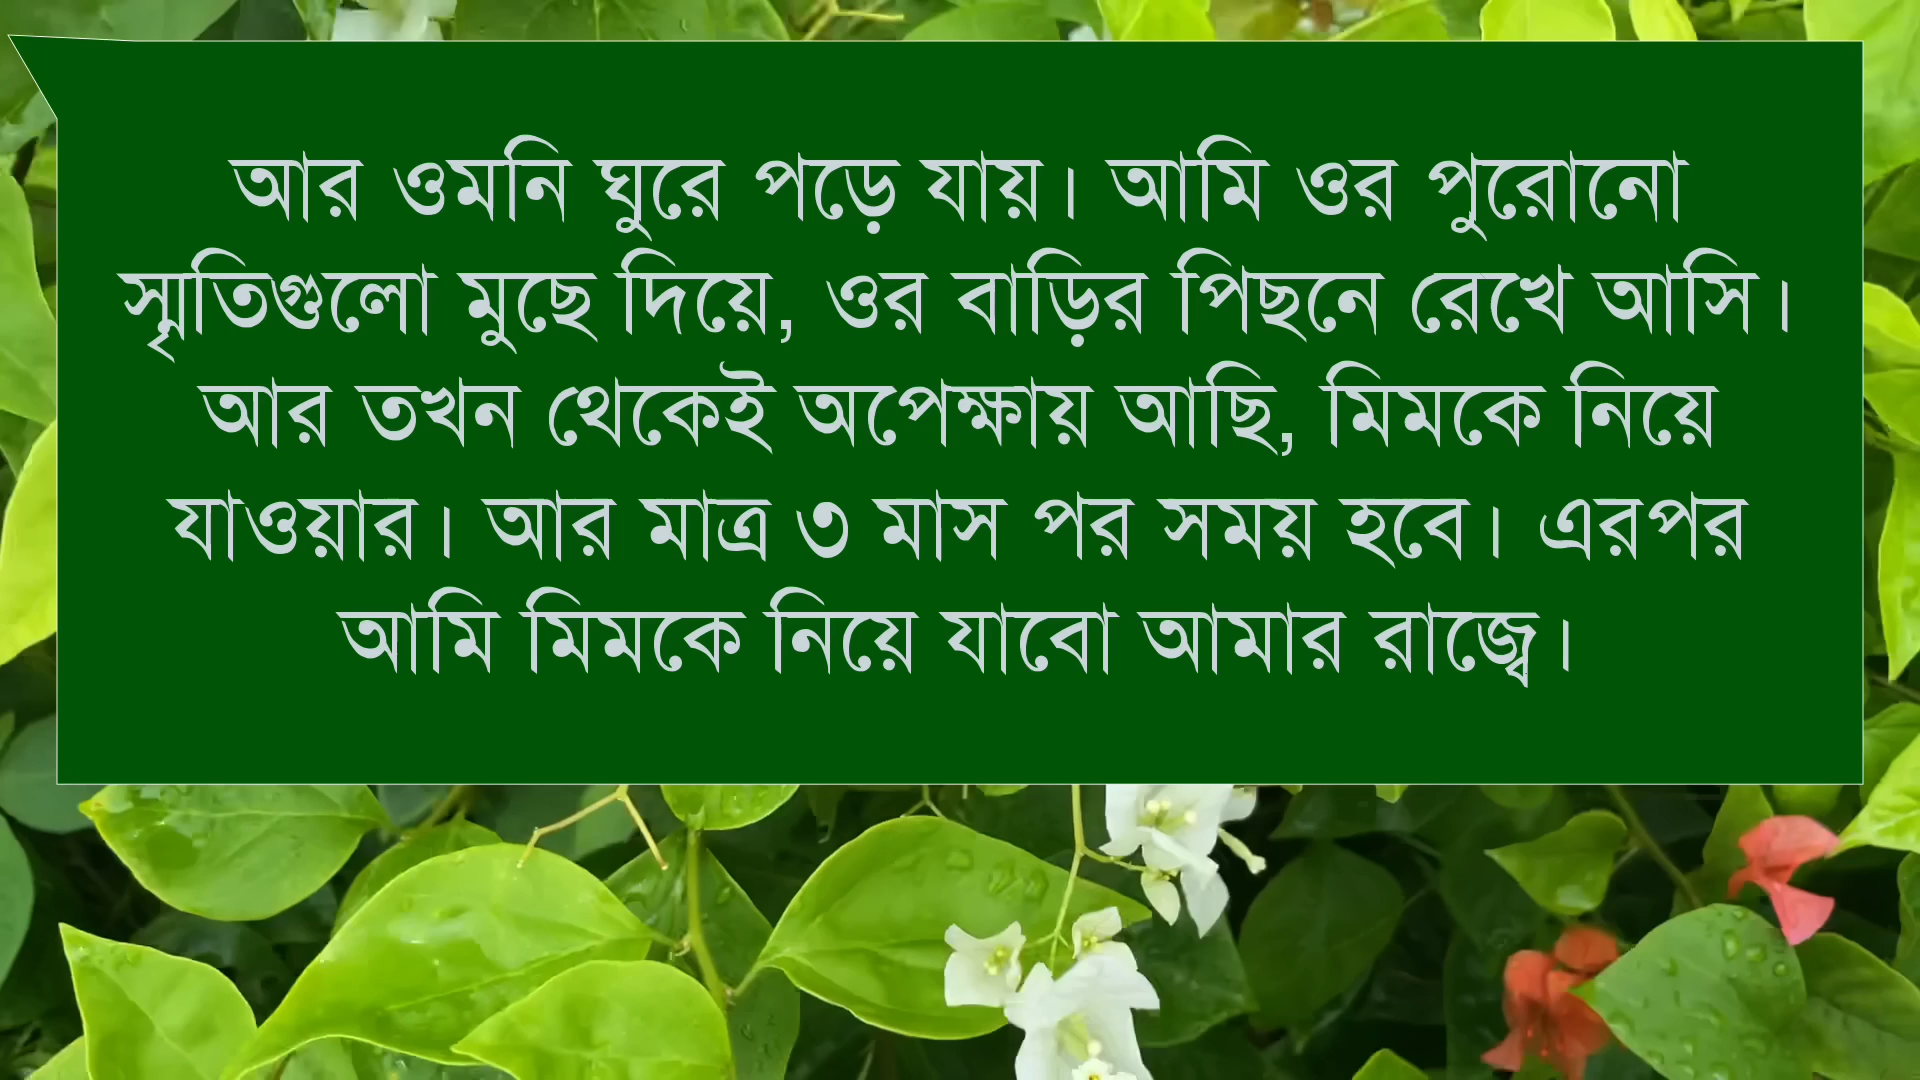 আর ওমনি ঘুরে পড়ে যায়। আমি ওর পুরোনো
স্মৃতিগুলো মুছে দিয়ে, ওর বাড়ির পিছনে রেখে আসি।
আর তখন থেকেই অপেক্ষায় আছি, মিমকে নিয়ে
যাওয়ার। আর মাত্র ৩ মাস পর সময় হবে। এরপর
আমি মিমকে নিয়ে যাবো আমার রাজ্বে।